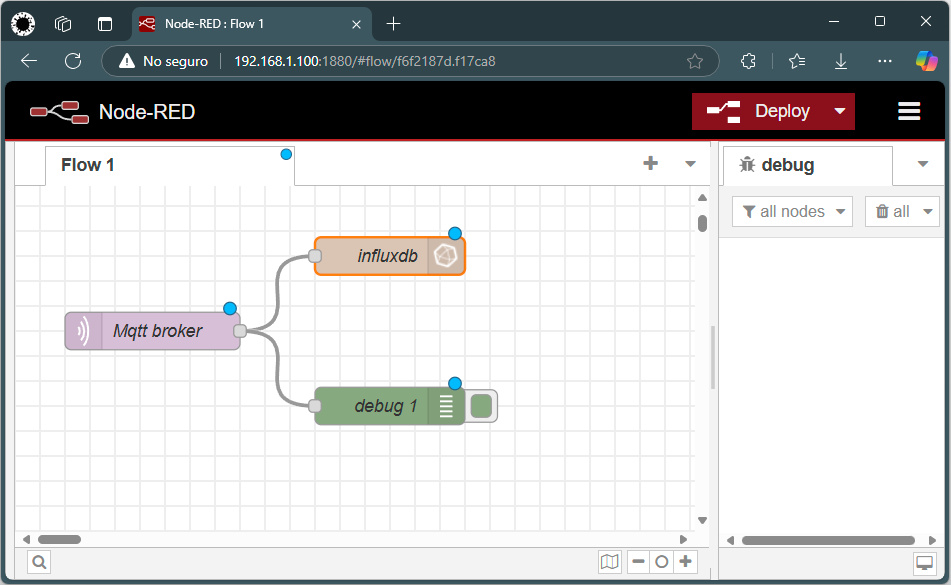 Node-RED : Flow 1
No seguro
192.168.1.100:1880/#flow/f6f2187d.f17ca8
Node-RED
Deploy
Flow 1
debug
all nodes
all
influxdb
Mqtt broker
debug 1